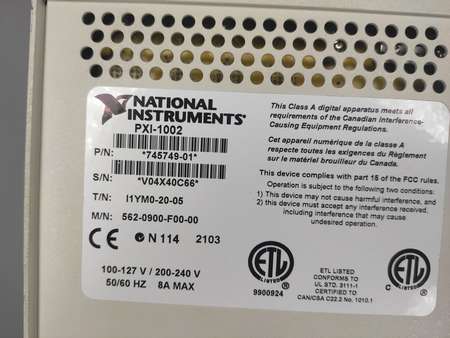 NATIONAL
INSTRUMENTS®
PXI-1002
P/N: *745749-01*
S/N: *V04X40C66*
T/N: I1YM0-20-05
M/N: 562-0900-F00-00
CE N 114 2103
100-127 V / 200-240 V
50/60 HZ 8A MAX
This Class A digital apparatus meets all
requirements of the Canadian Interference-
Causing Equipment Regulations.
Cet appareil numérique de la classe A
respecte toutes les exigences du Règlement
sur le matériel brouilleur du Canada.
This device complies with part 15 of the FCC rules.
Operation is subject to the following two conditions:
1) This device may not cause harmful interference, and
2) this device must accept any interference received,
including interference that may cause
undesired operation.
ETL
LISTED
9900924
ETL LISTED
CONFORMS TO
UL STD. 3111-1
CERTIFIED TO
CAN/CSA C22.2 No. 1010.1
C ETL
LISTED